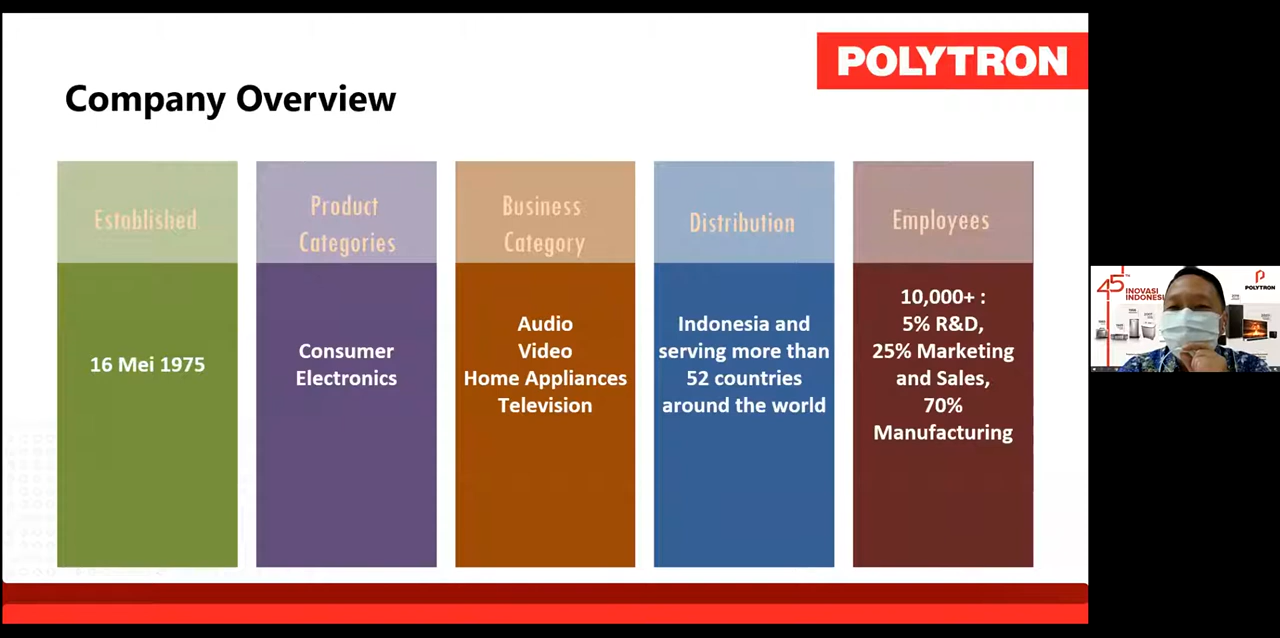 POLYTRON
Company Overview
Established
16 Mei 1975
Product
Categories
Consumer
Electronics
Business
Category
Audio
Video
Home Appliances
Television
Distribution
Indonesia and
serving more than
52 countries
around the world
Employees
10,000+ :
5% R&D,
25% Marketing
and Sales,
70%
Manufacturing
45
INOVASI
INDONESI
POLYTRON